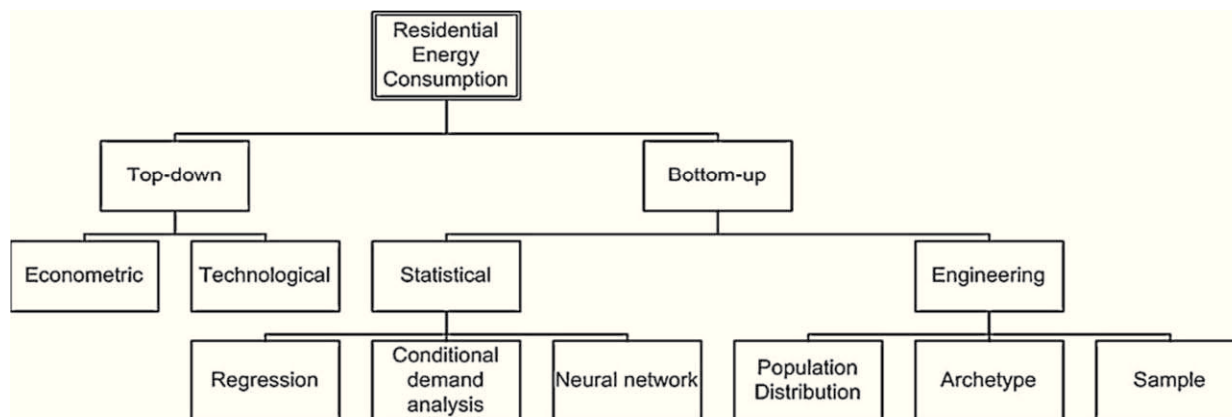 Residential
Energy
Consumption
Top-down
Bottom-up
Econometric
Technological
Statistical
Engineering
Regression
Conditional
demand
analysis
Neural network
Population
Distribution
Archetype
Sample